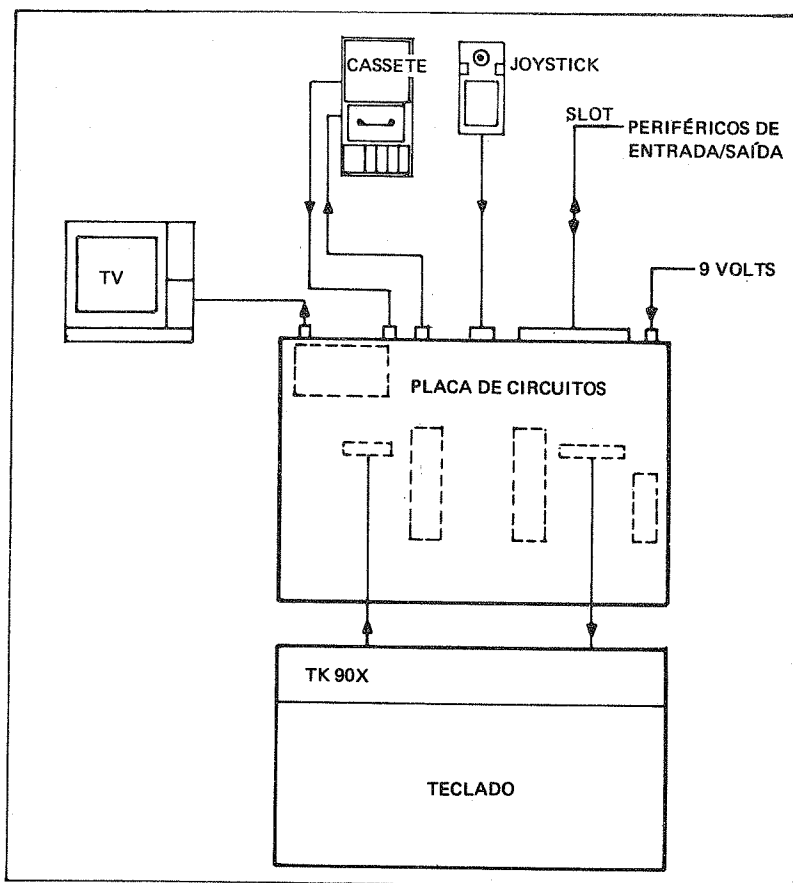 CASSETE
JOYSTICK
SLOT
PERIFÉRICOS DE
ENTRADA/SAÍDA
TV
9 VOLTS
PLACA DE CIRCUITOS
TK 90X
TECLADO